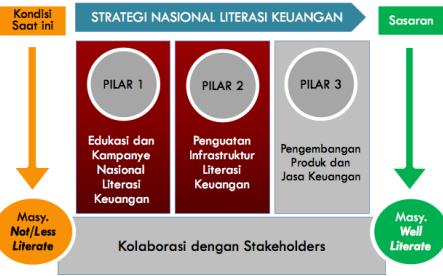 Kondisi
Saat ini
STRATEGI NASIONAL LITERASI KEUANGAN
Sasaran
PILAR 1
Edukasi dan
Kampanye
Nasional
Literasi
Keuangan
PILAR 2
Penguatan
Infrastruktur
Literasi
Keuangan
PILAR 3
Pengembangan
Produk dan
Jasa Keuangan
Masy.
Not/Less
Literate
Kolaborasi dengan Stakeholders
Masy.
Well
Literate